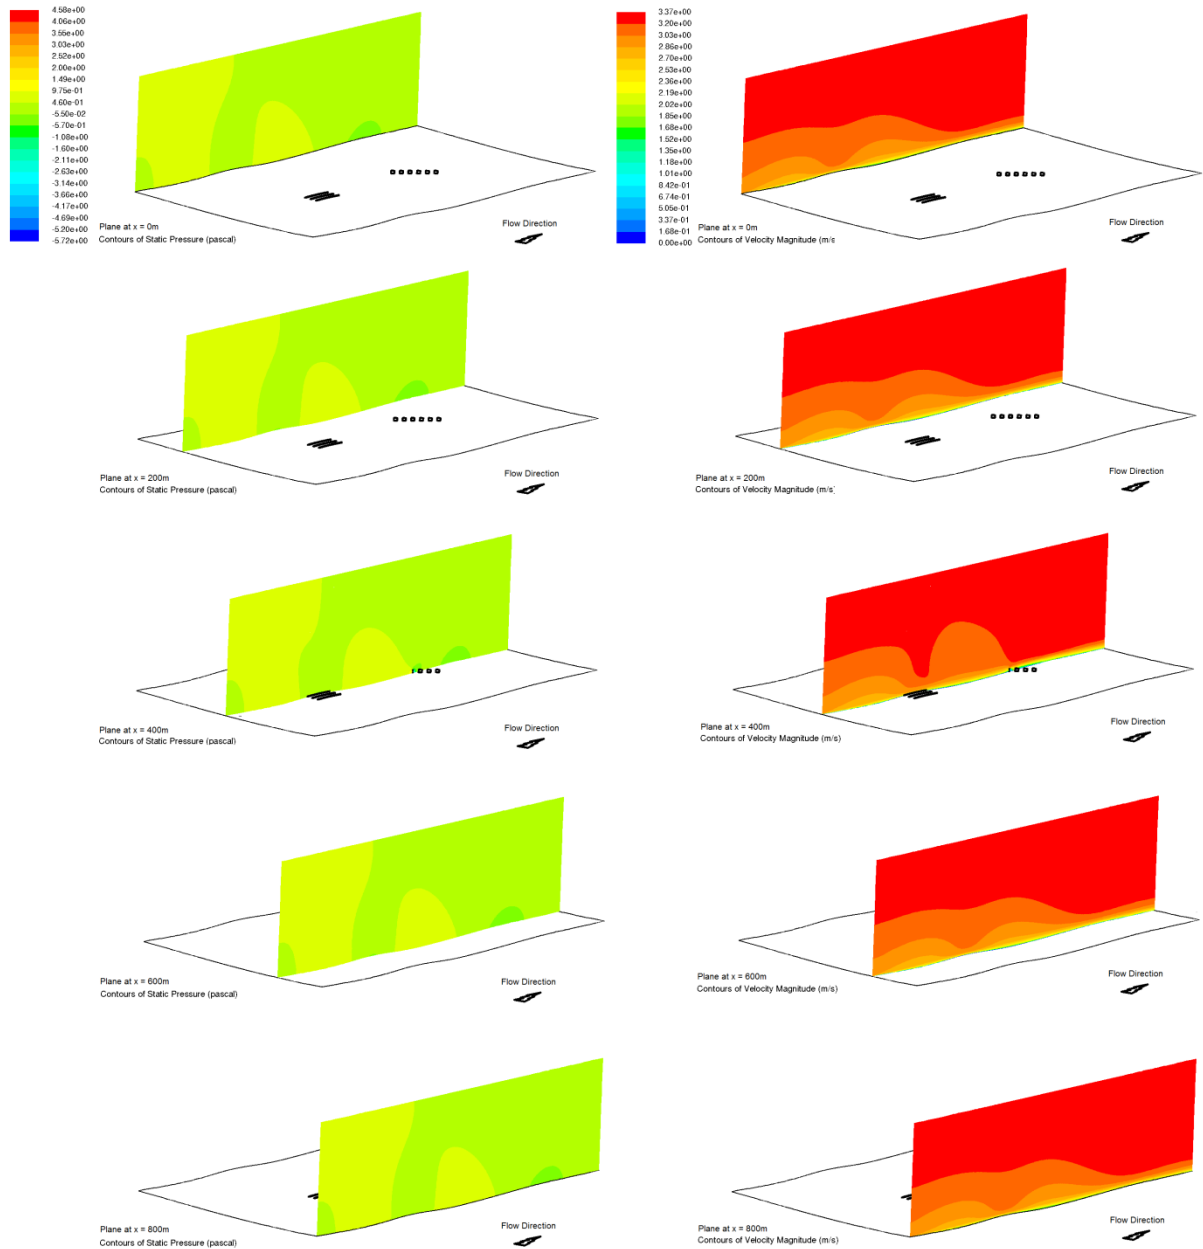 4.58e+00
4.06e+00
3.55e+00
3.03e+00
2.52e+00
2.00e+00
1.49e+00
9.75e-01
4.60e-01
-5.50e-02
-5.70e-01
-1.08e+00
-1.60e+00
-2.11e+00
-2.63e+00
-3.14e+00
-3.66e+00
-4.17e+00
-4.69e+00
-5.20e+00
-5.72e+00
Plane at x = 0m
Contours of Static Pressure (pascal)
Flow Direction
3.37e+00
3.20e+00
3.03e+00
2.86e+00
2.70e+00
2.53e+00
2.36e+00
2.19e+00
2.02e+00
1.85e+00
1.68e+00
1.52e+00
1.35e+00
1.18e+00
1.01e+00
8.42e-01
6.74e-01
5.05e-01
3.37e-01
1.68e-01
0.00e+00
Plane at x = 0m
Contours of Velocity Magnitude (m/s
Flow Direction
Plane at x = 200m
Contours of Static Pressure (pascal)
Flow Direction
Plane at x = 200m
Contours of Velocity Magnitude (m/s)
Flow Direction
Plane at x = 400m
Contours of Static Pressure (pascal)
Flow Direction
Plane at x = 400m
Contours of Velocity Magnitude (m/s)
Flow Direction
Plane at x = 600m
Contours of Static Pressure (pascal)
Flow Direction
Plane at x = 600m
Contours of Velocity Magnitude (m/s)
Flow Direction
Plane at x = 800m
Contours of Static Pressure (pascal)
Flow Direction
Plane at x = 800m
Contours of Velocity Magnitude (m/s)
Flow Direction